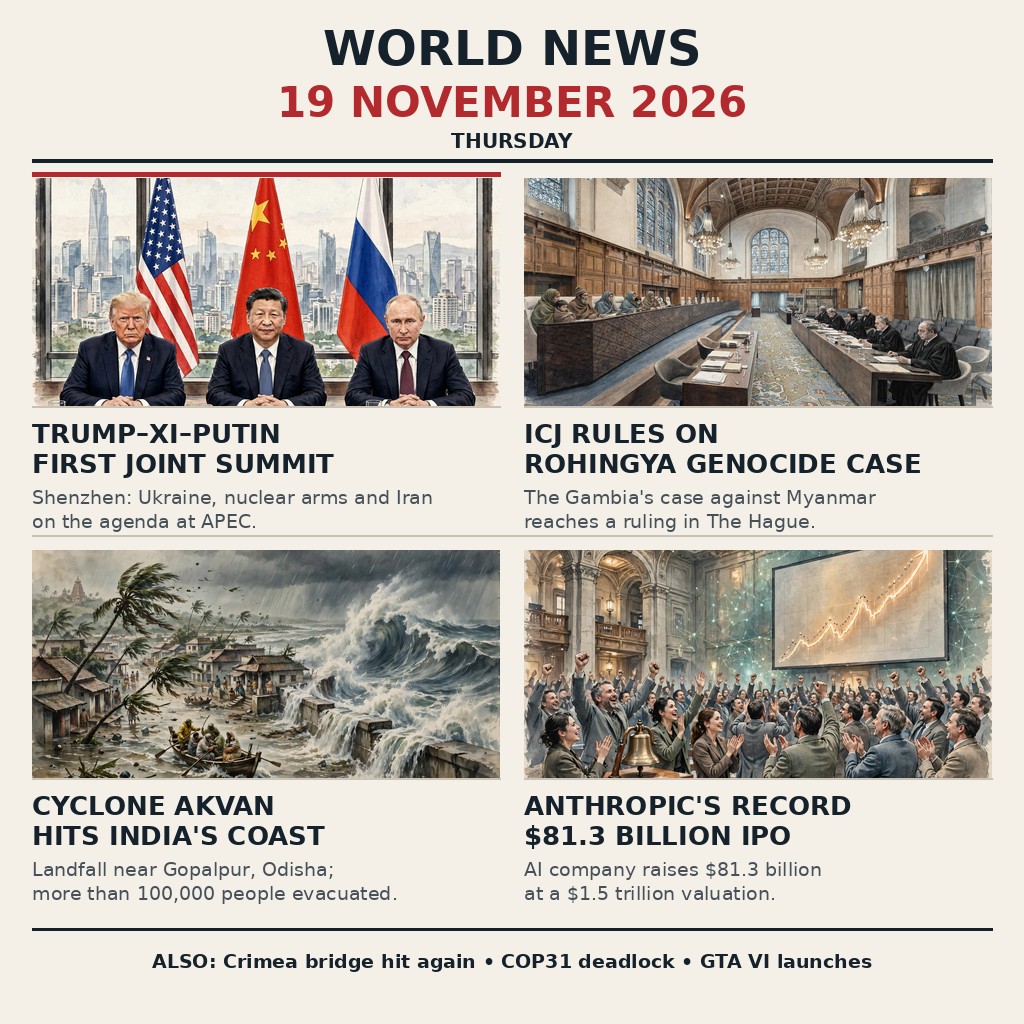 WORLD NEWS
19 NOVEMBER 2026
THURSDAY
TRUMP–XI–PUTIN
FIRST JOINT SUMMIT
Shenzhen: Ukraine, nuclear arms and Iran
on the agenda at APEC.
ICJ RULES ON
ROHINGYA GENOCIDE CASE
The Gambia's case against Myanmar
reaches a ruling in The Hague.
CYCLONE AKVAN
HITS INDIA'S COAST
Landfall near Gopalpur, Odisha;
more than 100,000 people evacuated.
ANTHROPIC'S RECORD
$81.3 BILLION IPO
AI company raises $81.3 billion
at a $1.5 trillion valuation.
ALSO: Crimea bridge hit again • COP31 deadlock • GTA VI launches